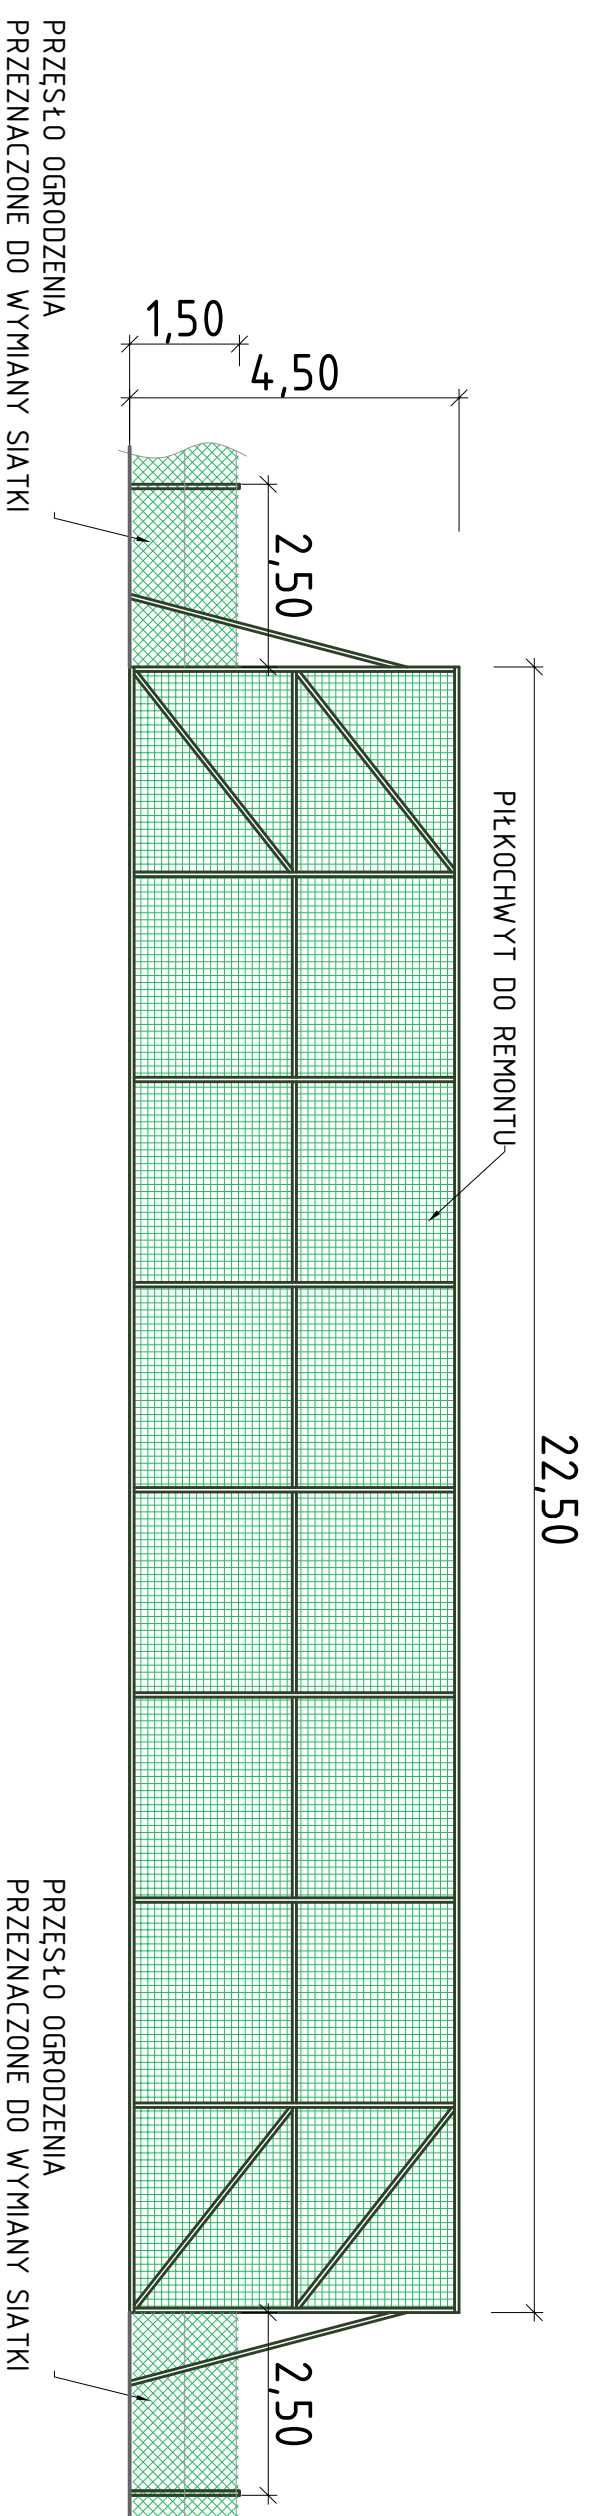 PRZĘSŁO OGRODZENIA
PRZEZNACZONE DO WYMIANY SIATKI
1,50
4,50
2,50
PIŁKOCHWYT DO REMONTU
22,50
PRZĘSŁO OGRODZENIA
PRZEZNACZONE DO WYMIANY SIATKI
2,50